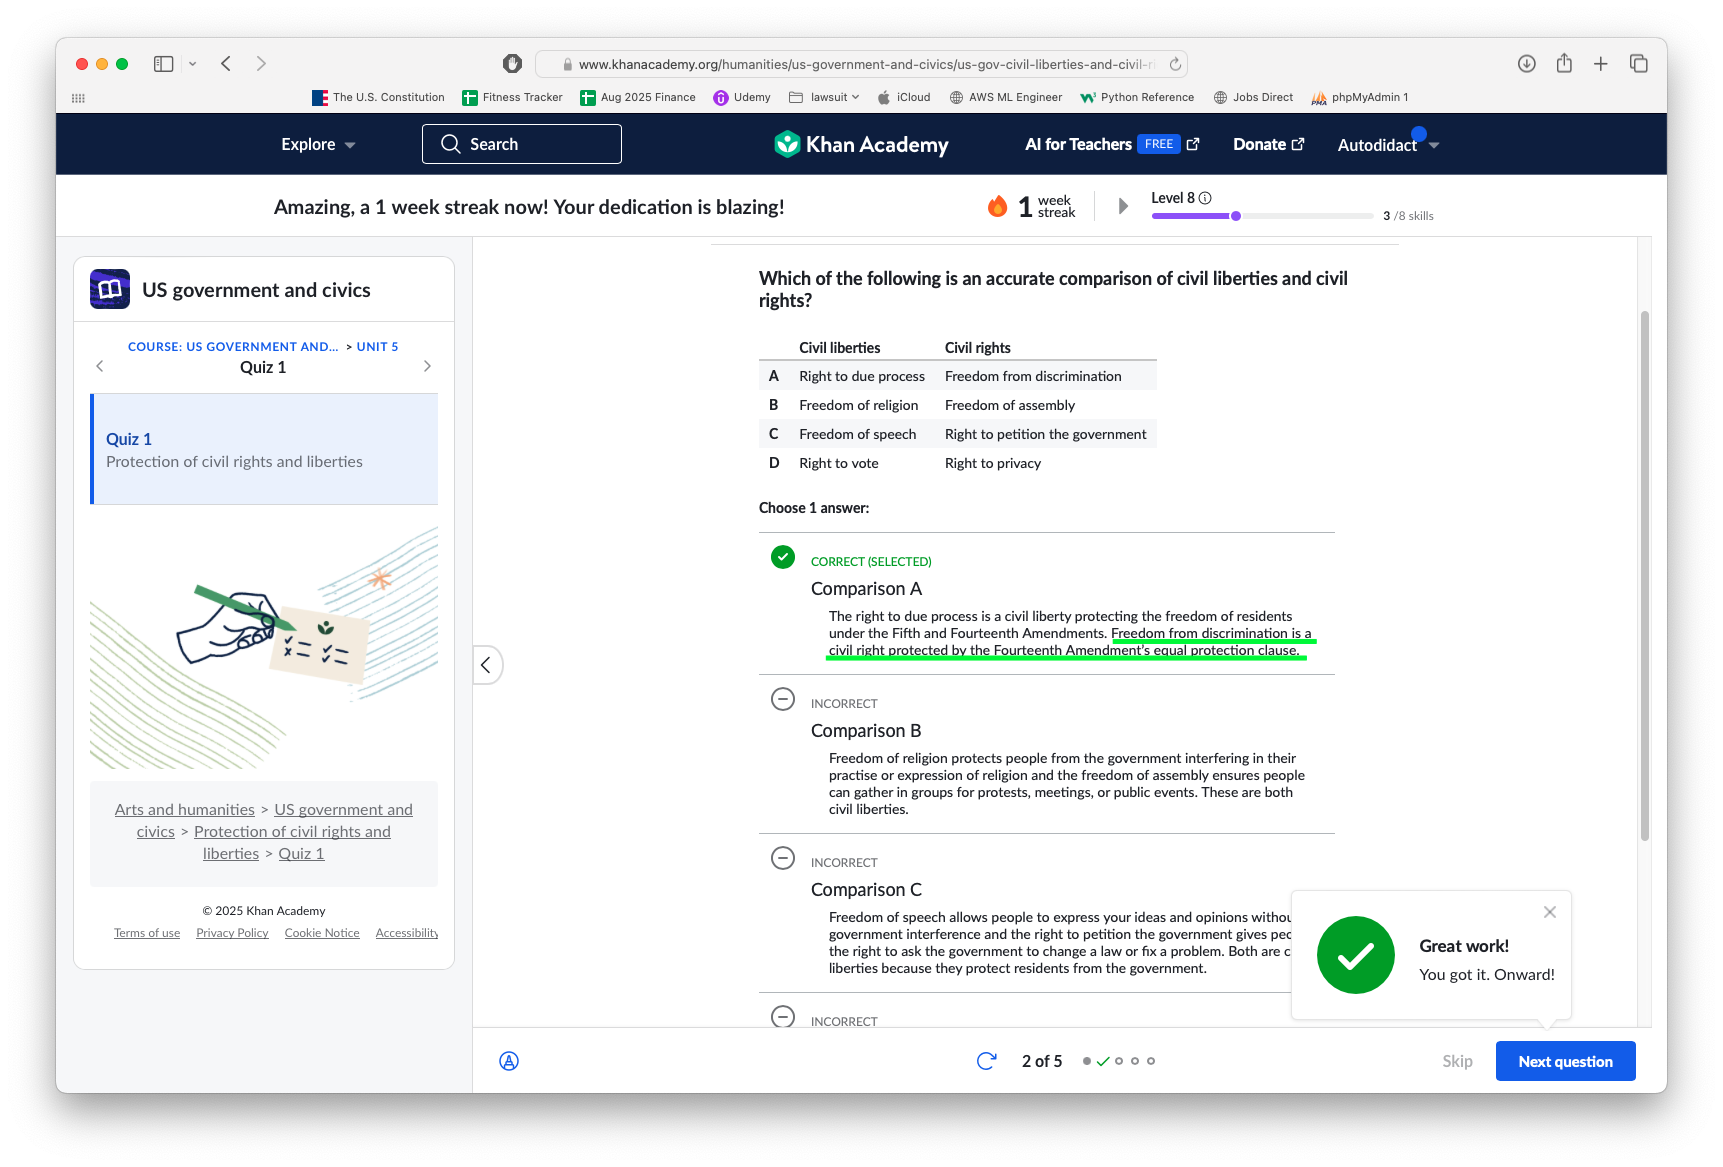 www.khanacademy.org/humanities/us-government-and-civics/us-gov-civil-liberties-and-civil-ri
The U.S. Constitution
Fitness Tracker
Aug 2025 Finance
Udemy
lawsuit
iCloud
AWS ML Engineer
Python Reference
Jobs Direct
phpMyAdmin 1
Explore
Search
Khan Academy
AI for Teachers FREE
Donate
Autodidact
Amazing, a 1 week streak now! Your dedication is blazing!
1 week streak
Level 8
3 /8 skills
US government and civics
COURSE: US GOVERNMENT AND... > UNIT 5
Quiz 1
Quiz 1
Protection of civil rights and liberties
Arts and humanities > US government and
civics > Protection of civil rights and
liberties > Quiz 1
© 2025 Khan Academy
Terms of use Privacy Policy Cookie Notice Accessibility
Which of the following is an accurate comparison of civil liberties and civil
rights?
Civil liberties Civil rights
A Right to due process Freedom from discrimination
B Freedom of religion Freedom of assembly
C Freedom of speech Right to petition the government
D Right to vote Right to privacy
Choose 1 answer:
CORRECT (SELECTED)
Comparison A
The right to due process is a civil liberty protecting the freedom of residents
under the Fifth and Fourteenth Amendments. Freedom from discrimination is a
civil right protected by the Fourteenth Amendment's equal protection clause.
INCORRECT
Comparison B
Freedom of religion protects people from the government interfering in their
practise or expression of religion and the freedom of assembly ensures people
can gather in groups for protests, meetings, or public events. These are both
civil liberties.
INCORRECT
Comparison C
Freedom of speech allows people to express your ideas and opinions withou
government interference and the right to petition the government gives peo
the right to ask the government to change a law or fix a problem. Both are c
liberties because they protect residents from the government.
INCORRECT
Great work!
You got it. Onward!
2 of 5
Skip
Next question